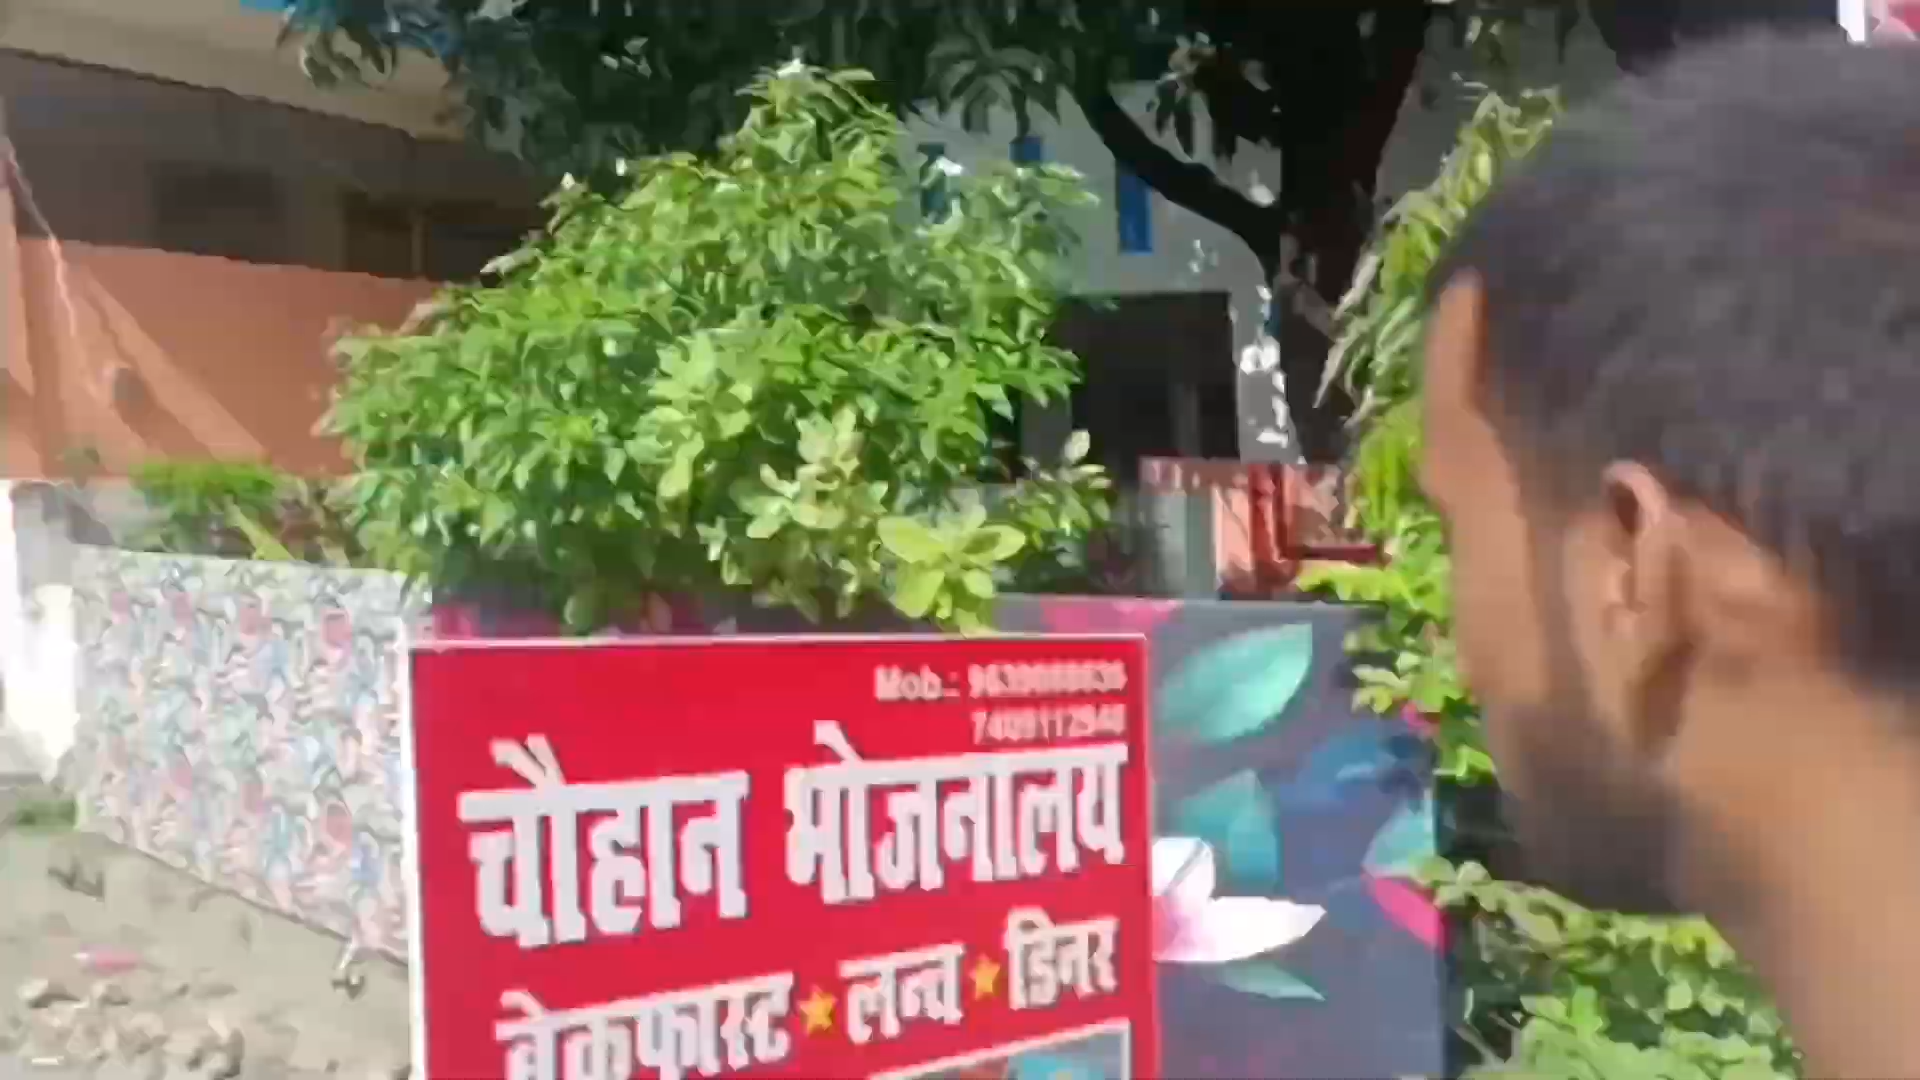 Mob.:
चौहान भोजनालय
ब्रेकफास्ट ★ लन्च ★ डिनर